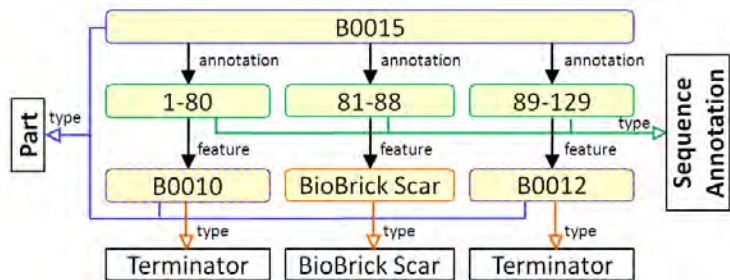 B0015
annotation annotation annotation
1-80 81-88 89-129
type type
Part
feature feature feature
Sequence
Annotation
B0010 BioBrick Scar B0012
type type type
Terminator BioBrick Scar Terminator